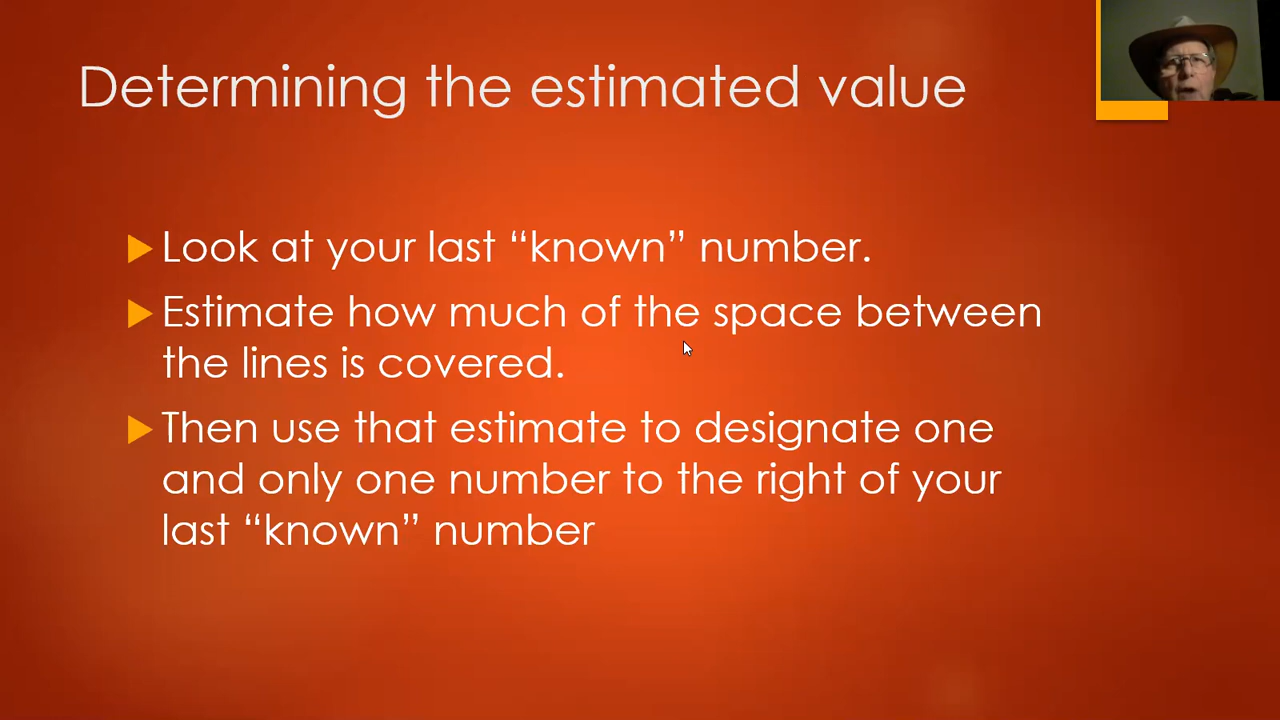 Determining the estimated value
Look at your last “known” number.
Estimate how much of the space between
the lines is covered.
Then use that estimate to designate one
and only one number to the right of your
last “known” number